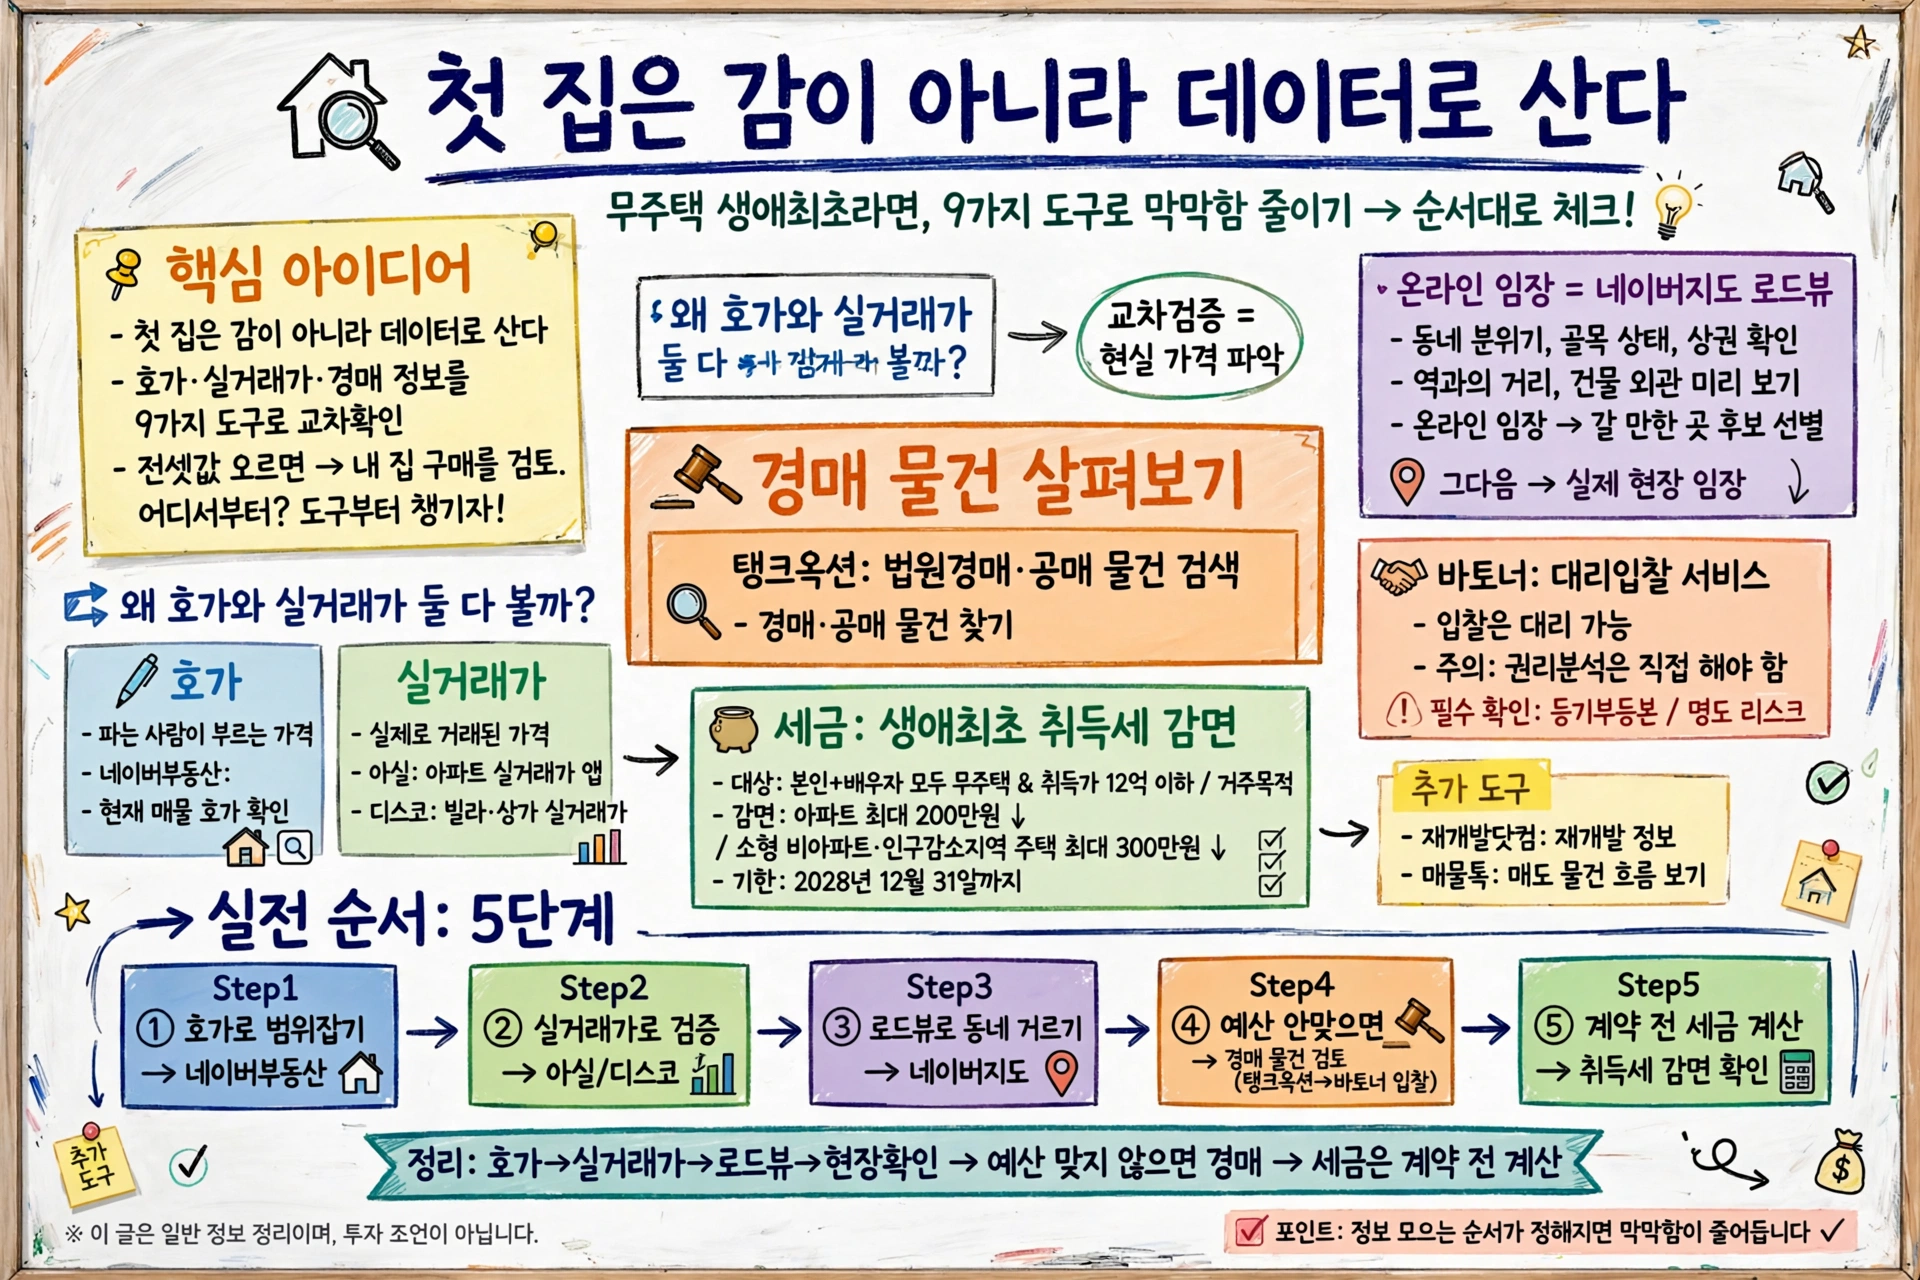 첫 집은 감이 아니라 데이터로 산다
무주택 생애최초라면, 9가지 도구로 막막함 줄이기 → 순서대로 체크!
핵심 아이디어
- 첫 집은 감이 아니라 데이터로 산다
- 호가·실거래가·경매 정보를
9가지 도구로 교차확인
- 전셋값 오르면 → 내 집 구매를 검토.
어디서부터? 도구부터 챙기자!
왜 호가와 실거래가
둘 다 볼까?
교차검증 =
현실 가격 파악
온라인 임장 = 네이버지도 로드뷰
- 동네 분위기, 골목 상태, 상권 확인
- 역과의 거리, 건물 외관 미리 보기
- 온라인 임장 → 갈 만한 곳 후보 선별
그다음 → 실제 현장 임장
경매 물건 살펴보기
탱크옥션: 법원경매·공매 물건 검색
- 경매·공매 물건 찾기
바토너: 대리입찰 서비스
- 입찰은 대리 가능
- 주의: 권리분석은 직접 해야 함
필수 확인: 등기부등본 / 명도 리스크
왜 호가와 실거래가 둘 다 볼까?
호가
- 파는 사람이 부르는 가격
- 네이버부동산:
- 현재 매물 호가 확인
실거래가
- 실제로 거래된 가격
- 아실: 아파트 실거래가 앱
- 디스코: 빌라·상가 실거래가
세금: 생애최초 취득세 감면
- 대상: 본인+배우자 모두 무주택 & 취득가 12억 이하 / 거주목적
- 감면: 아파트 최대 200만원 ↓
/ 소형 비아파트·인구감소지역 주택 최대 300만원 ↓
- 기한: 2028년 12월 31일까지
추가 도구
- 재개발닷컴: 재개발 정보
- 매물톡: 매도 물건 흐름 보기
→ 실전 순서: 5단계
Step1
① 호가로 범위잡기
→ 네이버부동산
Step2
② 실거래가로 검증
→ 아실/디스코
Step3
③ 로드뷰로 동네 거르기
→ 네이버지도
Step4
④ 예산 안맞으면
→ 경매 물건 검토
(탱크옥션→바토너 입찰)
Step5
⑤ 계약 전 세금 계산
→ 취득세 감면 확인
추가
도구
정리: 호가→실거래가→로드뷰→현장확인 → 예산 맞지 않으면 경매 → 세금은 계약 전 계산
$
※ 이 글은 일반 정보 정리이며, 투자 조언이 아닙니다.
포인트: 정보 모으는 순서가 정해지면 막막함이 줄어듭니다 ✓